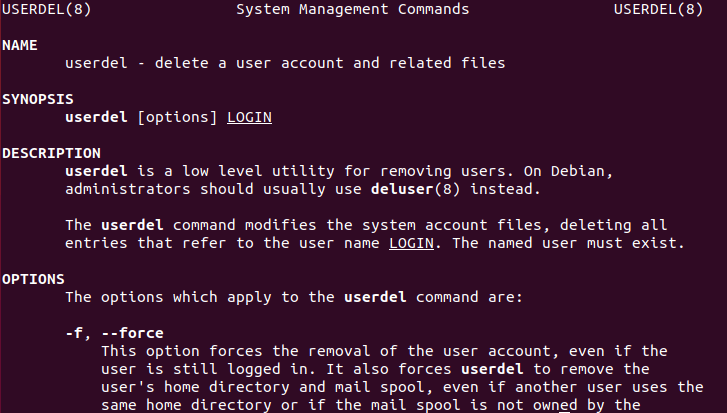 USERDEL(8) System Management Commands USERDEL(8)
NAME
userdel - delete a user account and related files
SYNOPSIS
userdel [options] LOGIN
DESCRIPTION
userdel is a low level utility for removing users. On Debian,
administrators should usually use deluser(8) instead.
The userdel command modifies the system account files, deleting all
entries that refer to the user name LOGIN. The named user must exist.
OPTIONS
The options which apply to the userdel command are:
-f, --force
This option forces the removal of the user account, even if the
user is still logged in. It also forces userdel to remove the
user's home directory and mail spool, even if another user uses the
same home directory or if the mail spool is not owned by the